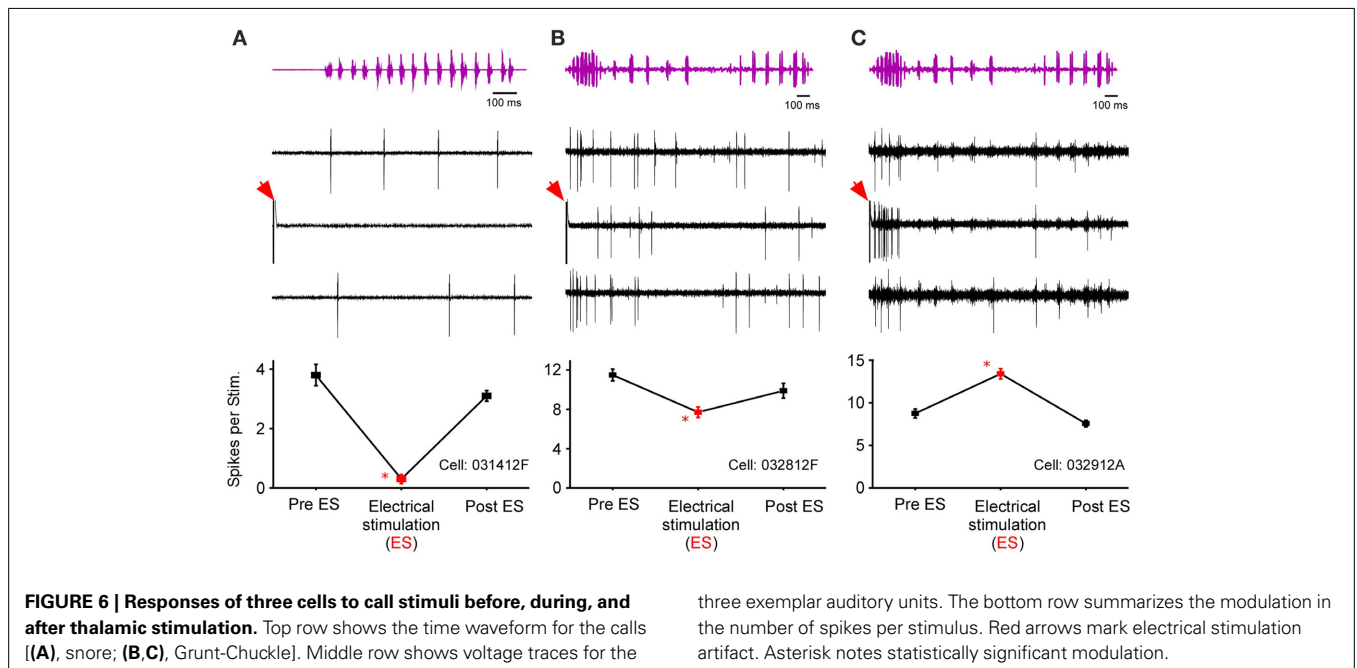 A
B
C
100 ms
100 ms
100 ms
Spikes per Stim.
4
2
0
*
Cell: 031412F
Pre ES
Electrical
stimulation
(ES)
Post ES
12
8
4
0
*
Cell: 032812F
Pre ES
Electrical
stimulation
(ES)
Post ES
15
10
5
0
*
Cell: 032912A
Pre ES
Electrical
stimulation
(ES)
Post ES
FIGURE 6 | Responses of three cells to call stimuli before, during, and
after thalamic stimulation. Top row shows the time waveform for the calls
[(A), snore; (B,C), Grunt-Chuckle]. Middle row shows voltage traces for the
three exemplar auditory units. The bottom row summarizes the modulation in
the number of spikes per stimulus. Red arrows mark electrical stimulation
artifact. Asterisk notes statistically significant modulation.